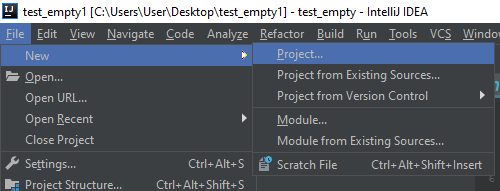 test_empty1 [C:\Users\User\Desktop\test_empty1] - test_empty - IntelliJ IDEA
File Edit View Navigate Code Analyze Refactor Build Run Tools VCS Window
New
Open...
Open URL...
Open Recent
Close Project
Settings... Ctrl+Alt+S
Project Structure... Ctrl+Alt+Shift+S
Project...
Project from Existing Sources...
Project from Version Control
Module...
Module from Existing Sources...
Scratch File Ctrl+Alt+Shift+Insert